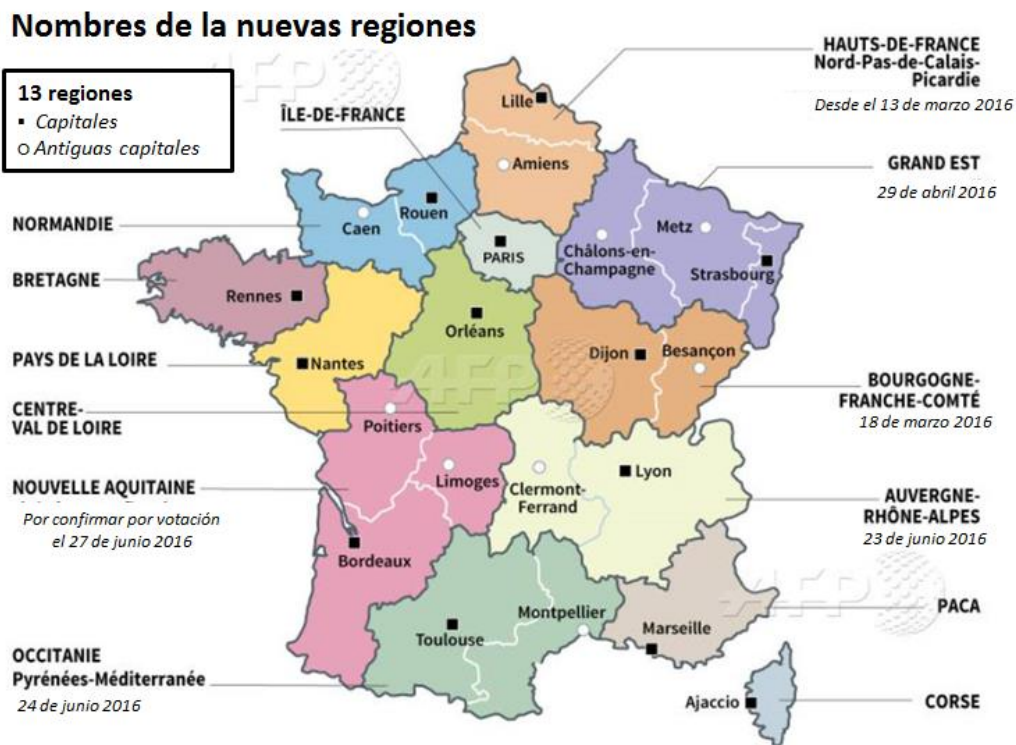 Nombres de la nuevas regiones
13 regiones
▪ Capitales
○ Antiguas capitales
ÎLE-DE-FRANCE
HAUTS-DE-FRANCE
Nord-Pas-de-Calais-
Picardie
Desde el 13 de marzo 2016
GRAND EST
29 de abril 2016
NORMANDIE
BRETAGNE
PAYS DE LA LOIRE
CENTRE-
VAL DE LOIRE
NOUVELLE AQUITAINE
Por confirmar por votación
el 27 de junio 2016
OCCITANIE
Pyrénées-Méditerranée
24 de junio 2016
BOURGOGNE-
FRANCHE-COMTÉ
18 de marzo 2016
AUVERGNE-
RHÔNE-ALPES
23 de junio 2016
PACA
CORSE
Lille
Amiens
Rouen
Caen
PARIS
Châlons-en-
Champagne
Metz
Strasbourg
Rennes
Orléans
Nantes
Dijon
Besançon
Poitiers
Limoges
Clermont-
Ferrand
Lyon
Bordeaux
Toulouse
Montpellier
Marseille
Ajaccio
AFP
AFP
AFP